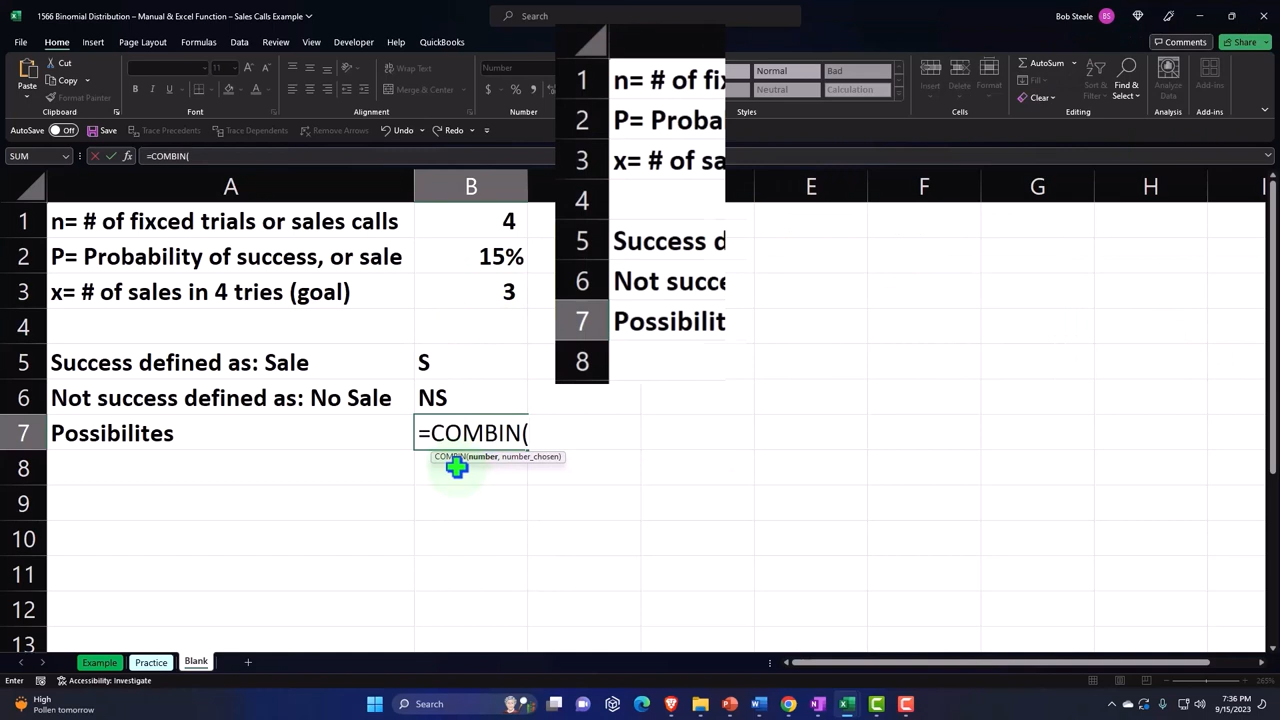 1566 Binomial Distribution – Manual & Excel Function – Sales Calls Example
Search
Bob Steele BS
File Home Insert Page Layout Formulas Data Review View Developer Help QuickBooks
Comments Share
Paste Cut Copy Format Painter
Clipboard
11
Font
Wrap Text
Merge & Center
Alignment
Number
$ % ,
Number
Normal Bad
Neutral Calculation
Insert Delete Format
Cells
AutoSum
Fill
Clear
Sort & Filter Find & Select
Editing
AutoSave Off Save Trace Precedents Trace Dependents Remove Arrows Undo Redo
SUM fx =COMBIN(
A B E F G H I
1 n= # of fixced trials or sales calls 4
2 P= Probability of success, or sale 15%
3 x= # of sales in 4 tries (goal) 3
4
5 Success defined as: Sale S
6 Not success defined as: No Sale NS
7 Possibilites =COMBIN(
COMBIN(number, number_chosen)
8
9
10
11
12
13
1 n= # of fix
2 P= Proba
3 x= # of sa
4
5 Success d
6 Not succe
7 Possibilit
8
Example Practice Blank
Enter Accessibility: Investigate
265%
High
Pollen tomorrow
Search
7:36 PM
9/15/2023